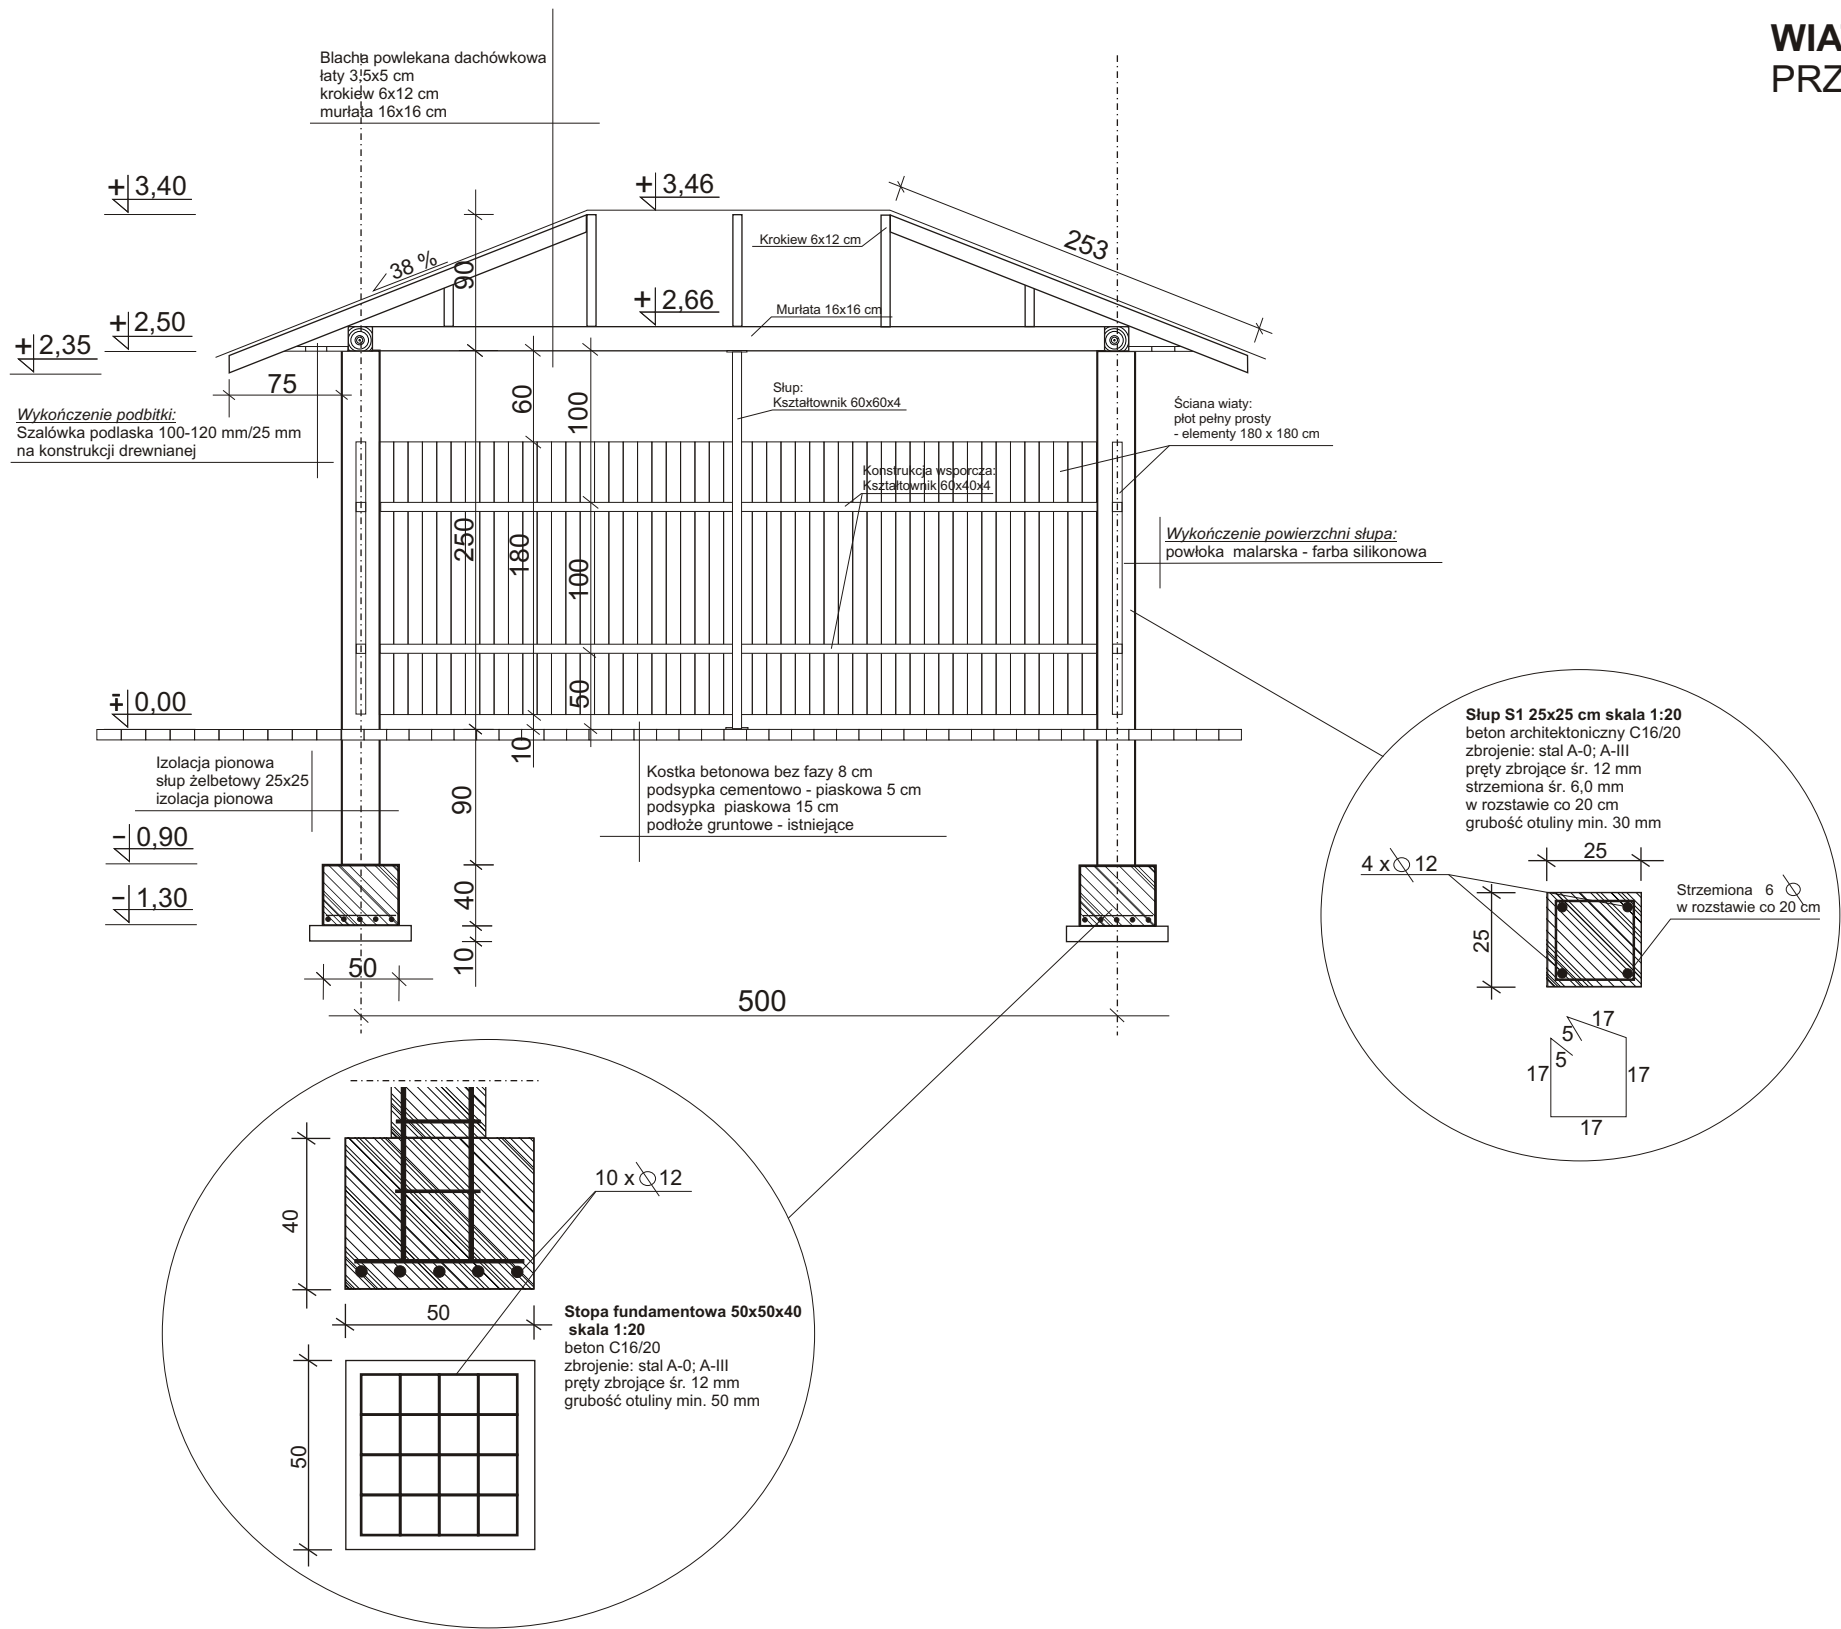 WIA
PRZ
Blacha powlekana dachówkowa
łaty 3,5x5 cm
krokiew 6x12 cm
murłata 16x16 cm
+ 3,40
+ 3,46
38 %
90
Krokiew 6x12 cm
253
+ 2,50
+ 2,35
+ 2,66
Murłata 16x16 cm
75
60
100
Słup:
Kształtownik 60x60x4
Ściana wiaty:
płot pełny prosty
- elementy 180 x 180 cm
Wykończenie podbitki:
Szalówka podlaska 100-120 mm/25 mm
na konstrukcji drewnianej
Konstrukcja wsporcza:
Kształtownik 60x40x4
250
180
100
Wykończenie powierzchni słupa:
powłoka malarska - farba silikonowa
50
± 0,00
10
Izolacja pionowa
słup żelbetowy 25x25
izolacja pionowa
90
Kostka betonowa bez fazy 8 cm
podsypka cementowo - piaskowa 5 cm
podsypka piaskowa 15 cm
podłoże gruntowe - istniejące
- 0,90
- 1,30
40
10
50
500
Słup S1 25x25 cm skala 1:20
beton architektoniczny C16/20
zbrojenie: stal A-0; A-III
pręty zbrojące śr. 12 mm
strzemiona śr. 6,0 mm
w rozstawie co 20 cm
grubość otuliny min. 30 mm
25
4 x ∅ 12
Strzemiona 6 ∅
w rozstawie co 20 cm
25
17
5
5
17
17
17
10 x ∅ 12
40
50
Stopa fundamentowa 50x50x40
skala 1:20
beton C16/20
zbrojenie: stal A-0; A-III
pręty zbrojące śr. 12 mm
grubość otuliny min. 50 mm
50